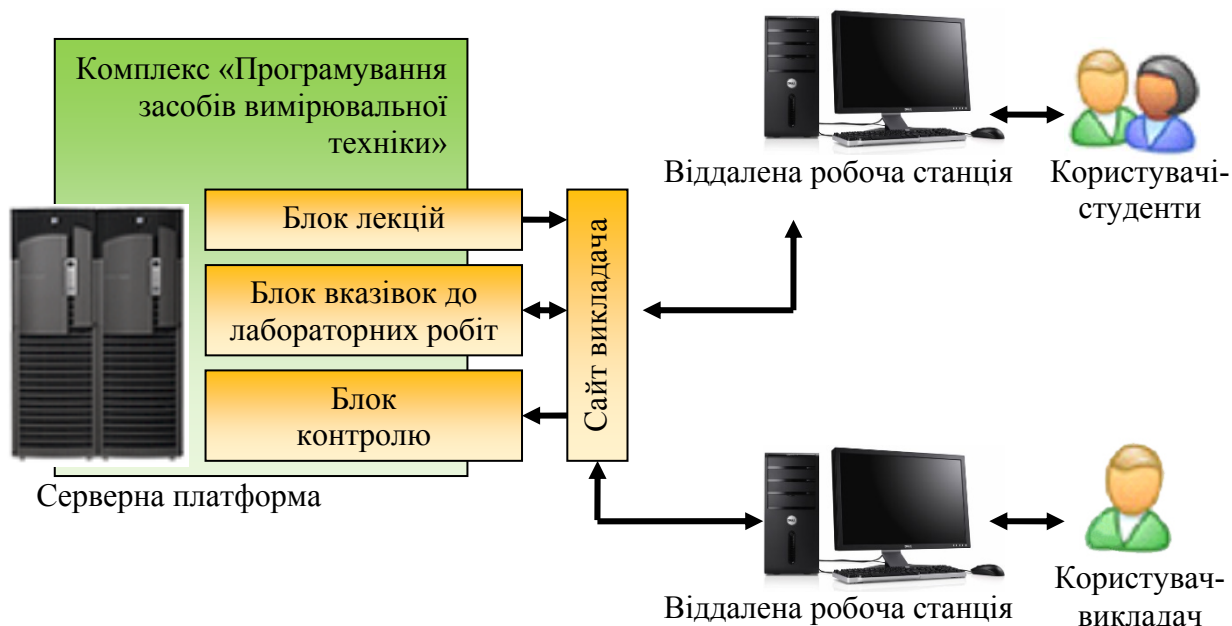 Комплекс «Програмування
засобів вимірювальної
техніки»
Блок лекцій
Блок вказівок до
лабораторних робіт
Блок
контролю
Сайт викладача
Серверна платформа
Віддалена робоча станція
Користувачі-
студенти
Віддалена робоча станція
Користувач-
викладач